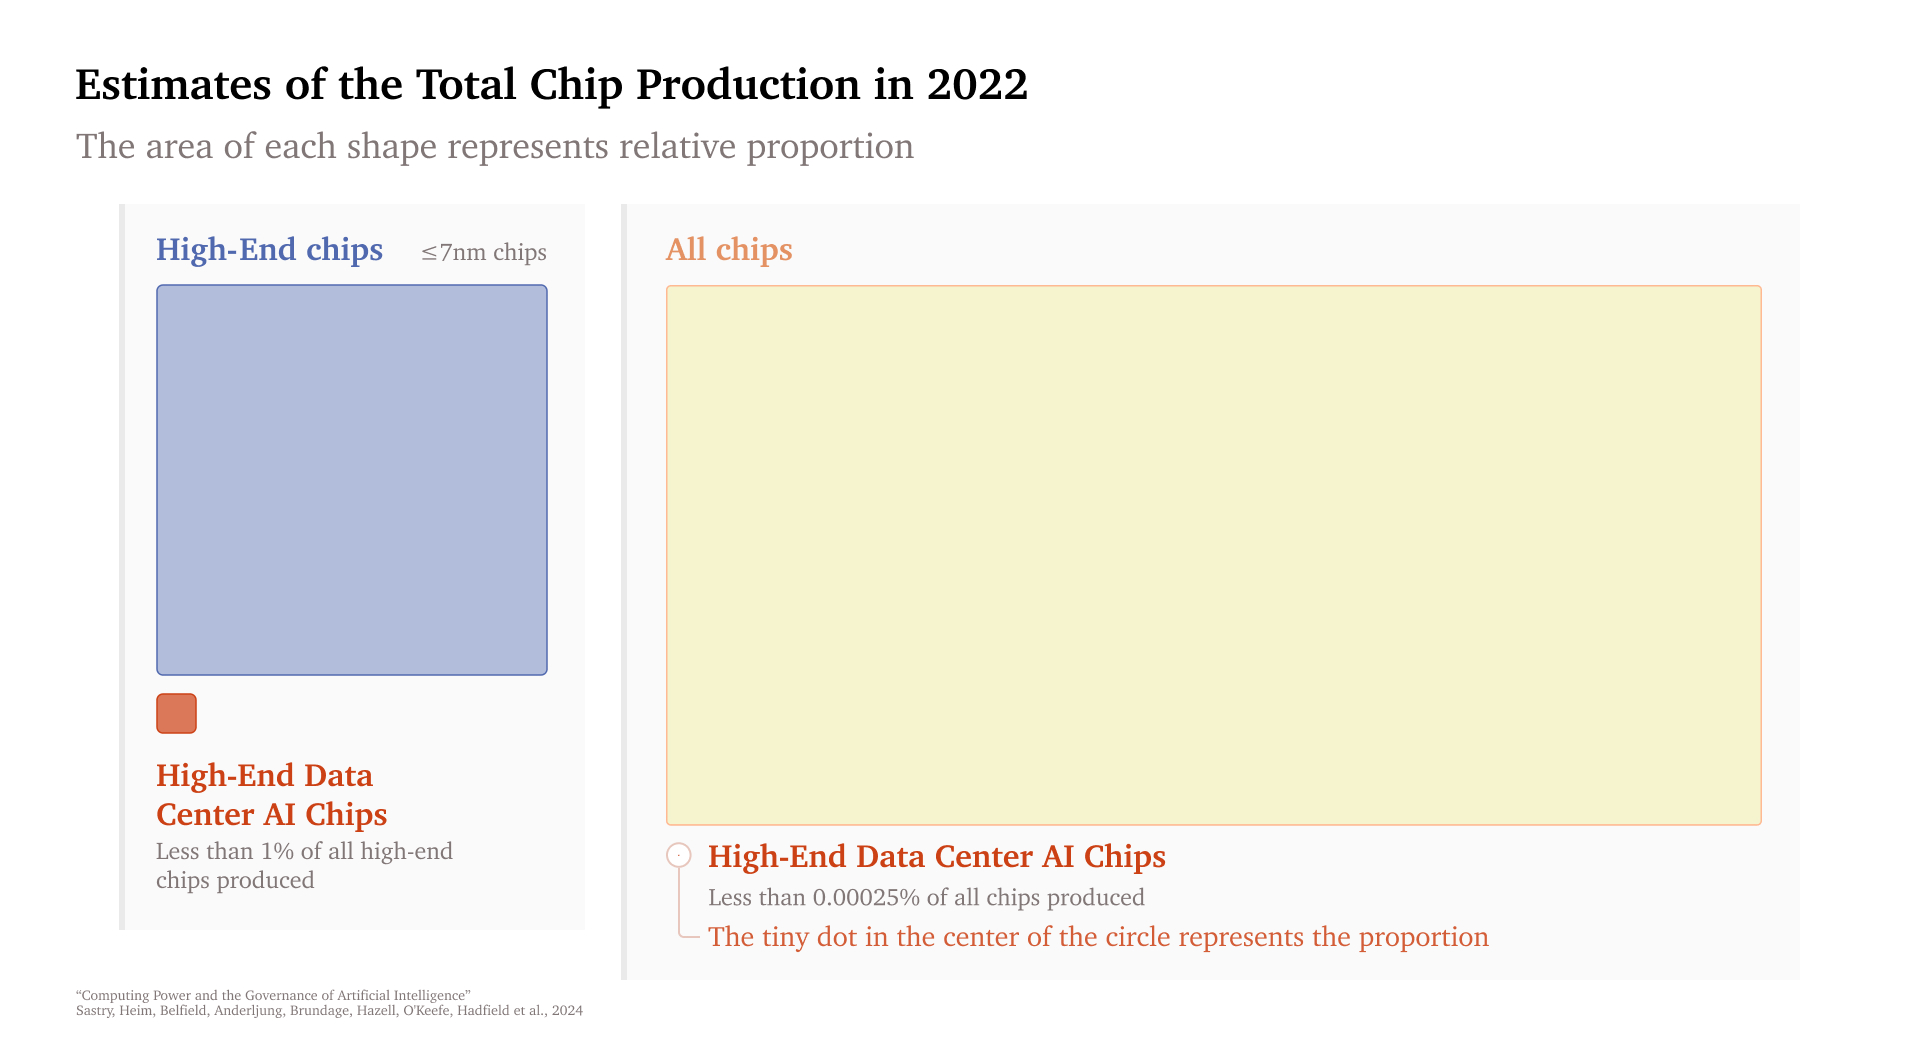 Estimates of the Total Chip Production in 2022
The area of each shape represents relative proportion
High-End chips ≤7nm chips
High-End Data
Center AI Chips
Less than 1% of all high-end
chips produced
All chips
High-End Data Center AI Chips
Less than 0.00025% of all chips produced
The tiny dot in the center of the circle represents the proportion
“Computing Power and the Governance of Artificial Intelligence”
Sastry, Heim, Belfield, Anderljung, Brundage, Hazell, O'Keefe, Hadfield et al., 2024